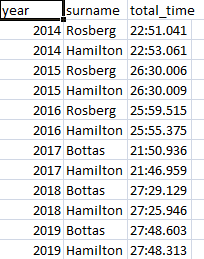 year surname total_time
2014 Rosberg 22:51.041
2014 Hamilton 22:53.061
2015 Rosberg 26:30.006
2015 Hamilton 26:30.009
2016 Rosberg 25:59.515
2016 Hamilton 25:55.375
2017 Bottas 21:50.936
2017 Hamilton 21:46.959
2018 Bottas 27:29.129
2018 Hamilton 27:25.946
2019 Bottas 27:48.603
2019 Hamilton 27:48.313